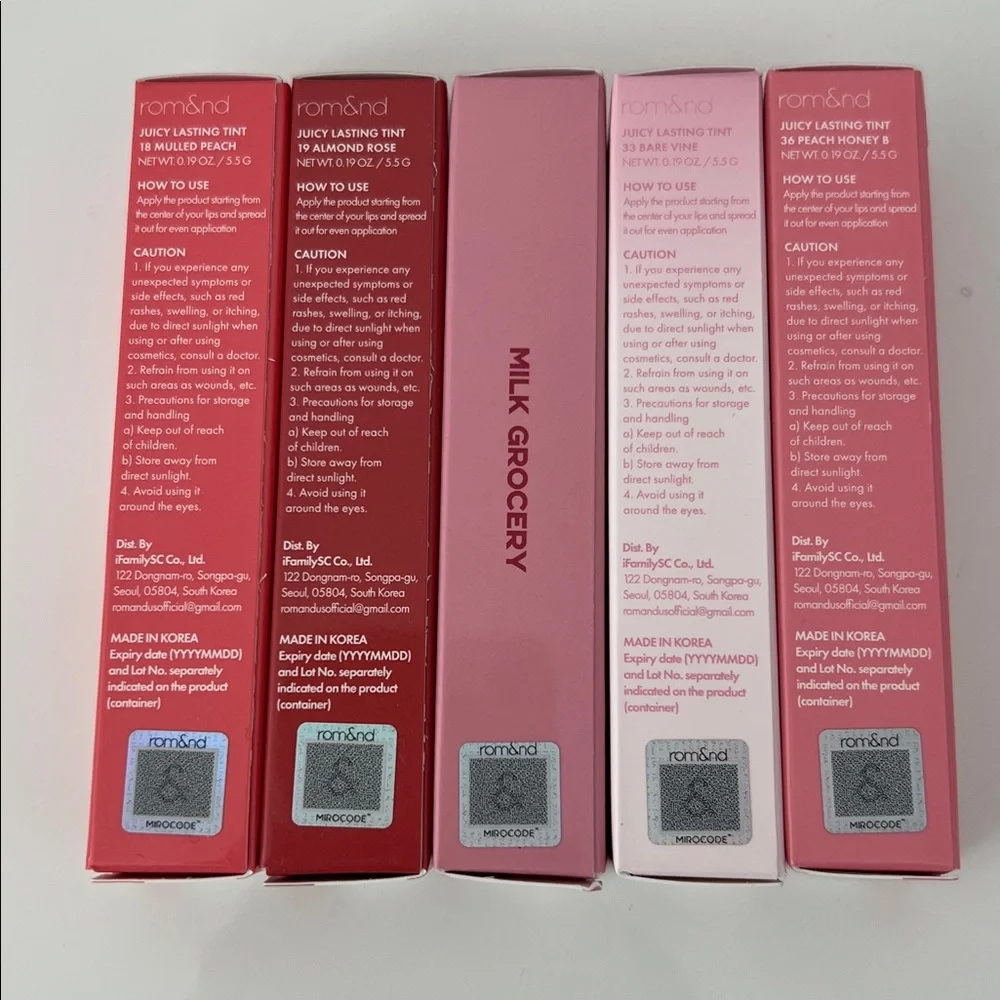 rom&nd
JUICY LASTING TINT
18 MULLED PEACH
NET WT. 0.19 OZ. / 5.5 G
HOW TO USE
Apply the product starting from
the center of your lips and spread
it out for even application
CAUTION
1. If you experience any
unexpected symptoms or
side effects, such as red
rashes, swelling, or itching,
due to direct sunlight when
using or after using
cosmetics, consult a doctor.
2. Refrain from using it on
such areas as wounds, etc.
3. Precautions for storage
and handling
a) Keep out of reach
of children.
b) Store away from
direct sunlight.
4. Avoid using it
around the eyes.
Dist. By
iFamilySC Co., Ltd.
122 Dongnam-ro, Songpa-gu,
Seoul, 05804, South Korea
romandusofficial@gmail.com
MADE IN KOREA
Expiry date (YYYYMMDD)
and Lot No. separately
indicated on the product
(container)
rom&nd
MIROCODE™
rom&nd
JUICY LASTING TINT
19 ALMOND ROSE
NET WT. 0.19 OZ. / 5.5 G
HOW TO USE
Apply the product starting from
the center of your lips and spread
it out for even application
CAUTION
1. If you experience any
unexpected symptoms or
side effects, such as red
rashes, swelling, or itching,
due to direct sunlight when
using or after using
cosmetics, consult a doctor.
2. Refrain from using it on
such areas as wounds, etc.
3. Precautions for storage
and handling
a) Keep out of reach
of children.
b) Store away from
direct sunlight.
4. Avoid using it
around the eyes.
Dist. By
iFamilySC Co., Ltd.
122 Dongnam-ro, Songpa-gu,
Seoul, 05804, South Korea
romandusofficial@gmail.com
MADE IN KOREA
Expiry date (YYYYMMDD)
and Lot No. separately
indicated on the product
(container)
rom&nd
MIROCODE™
MILK GROCERY
rom&nd
MIROCODE™
rom&nd
JUICY LASTING TINT
33 BARE VINE
NET WT. 0.19 OZ. / 5.5 G
HOW TO USE
Apply the product starting from
the center of your lips and spread
it out for even application
CAUTION
1. If you experience any
unexpected symptoms or
side effects, such as red
rashes, swelling, or itching,
due to direct sunlight when
using or after using
cosmetics, consult a doctor.
2. Refrain from using it on
such areas as wounds, etc.
3. Precautions for storage
and handling
a) Keep out of reach
of children.
b) Store away from
direct sunlight.
4. Avoid using it
around the eyes.
Dist. By
iFamilySC Co., Ltd.
122 Dongnam-ro, Songpa-gu,
Seoul, 05804, South Korea
romandusofficial@gmail.com
MADE IN KOREA
Expiry date (YYYYMMDD)
and Lot No. separately
indicated on the product
(container)
rom&nd
MIROCODE™
rom&nd
JUICY LASTING TINT
36 PEACH HONEY B
NET WT. 0.19 OZ. / 5.5 G
HOW TO USE
Apply the product starting from
the center of your lips and spread
it out for even application
CAUTION
1. If you experience any
unexpected symptoms or
side effects, such as red
rashes, swelling, or itching,
due to direct sunlight when
using or after using
cosmetics, consult a doctor.
2. Refrain from using it on
such areas as wounds, etc.
3. Precautions for storage
and handling
a) Keep out of reach
of children.
b) Store away from
direct sunlight.
4. Avoid using it
around the eyes.
Dist. By
iFamilySC Co., Ltd.
122 Dongnam-ro, Songpa-gu,
Seoul, 05804, South Korea
romandusofficial@gmail.com
MADE IN KOREA
Expiry date (YYYYMMDD)
and Lot No. separately
indicated on the product
(container)
rom&nd
MIROCODE™